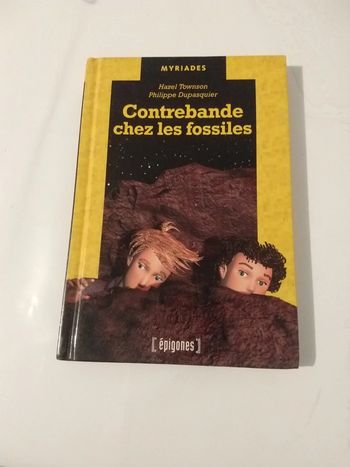 MYRIADES
Hazel Townson
Philippe Dupasquier
Contrebande
chez les fossiles
[épigones]